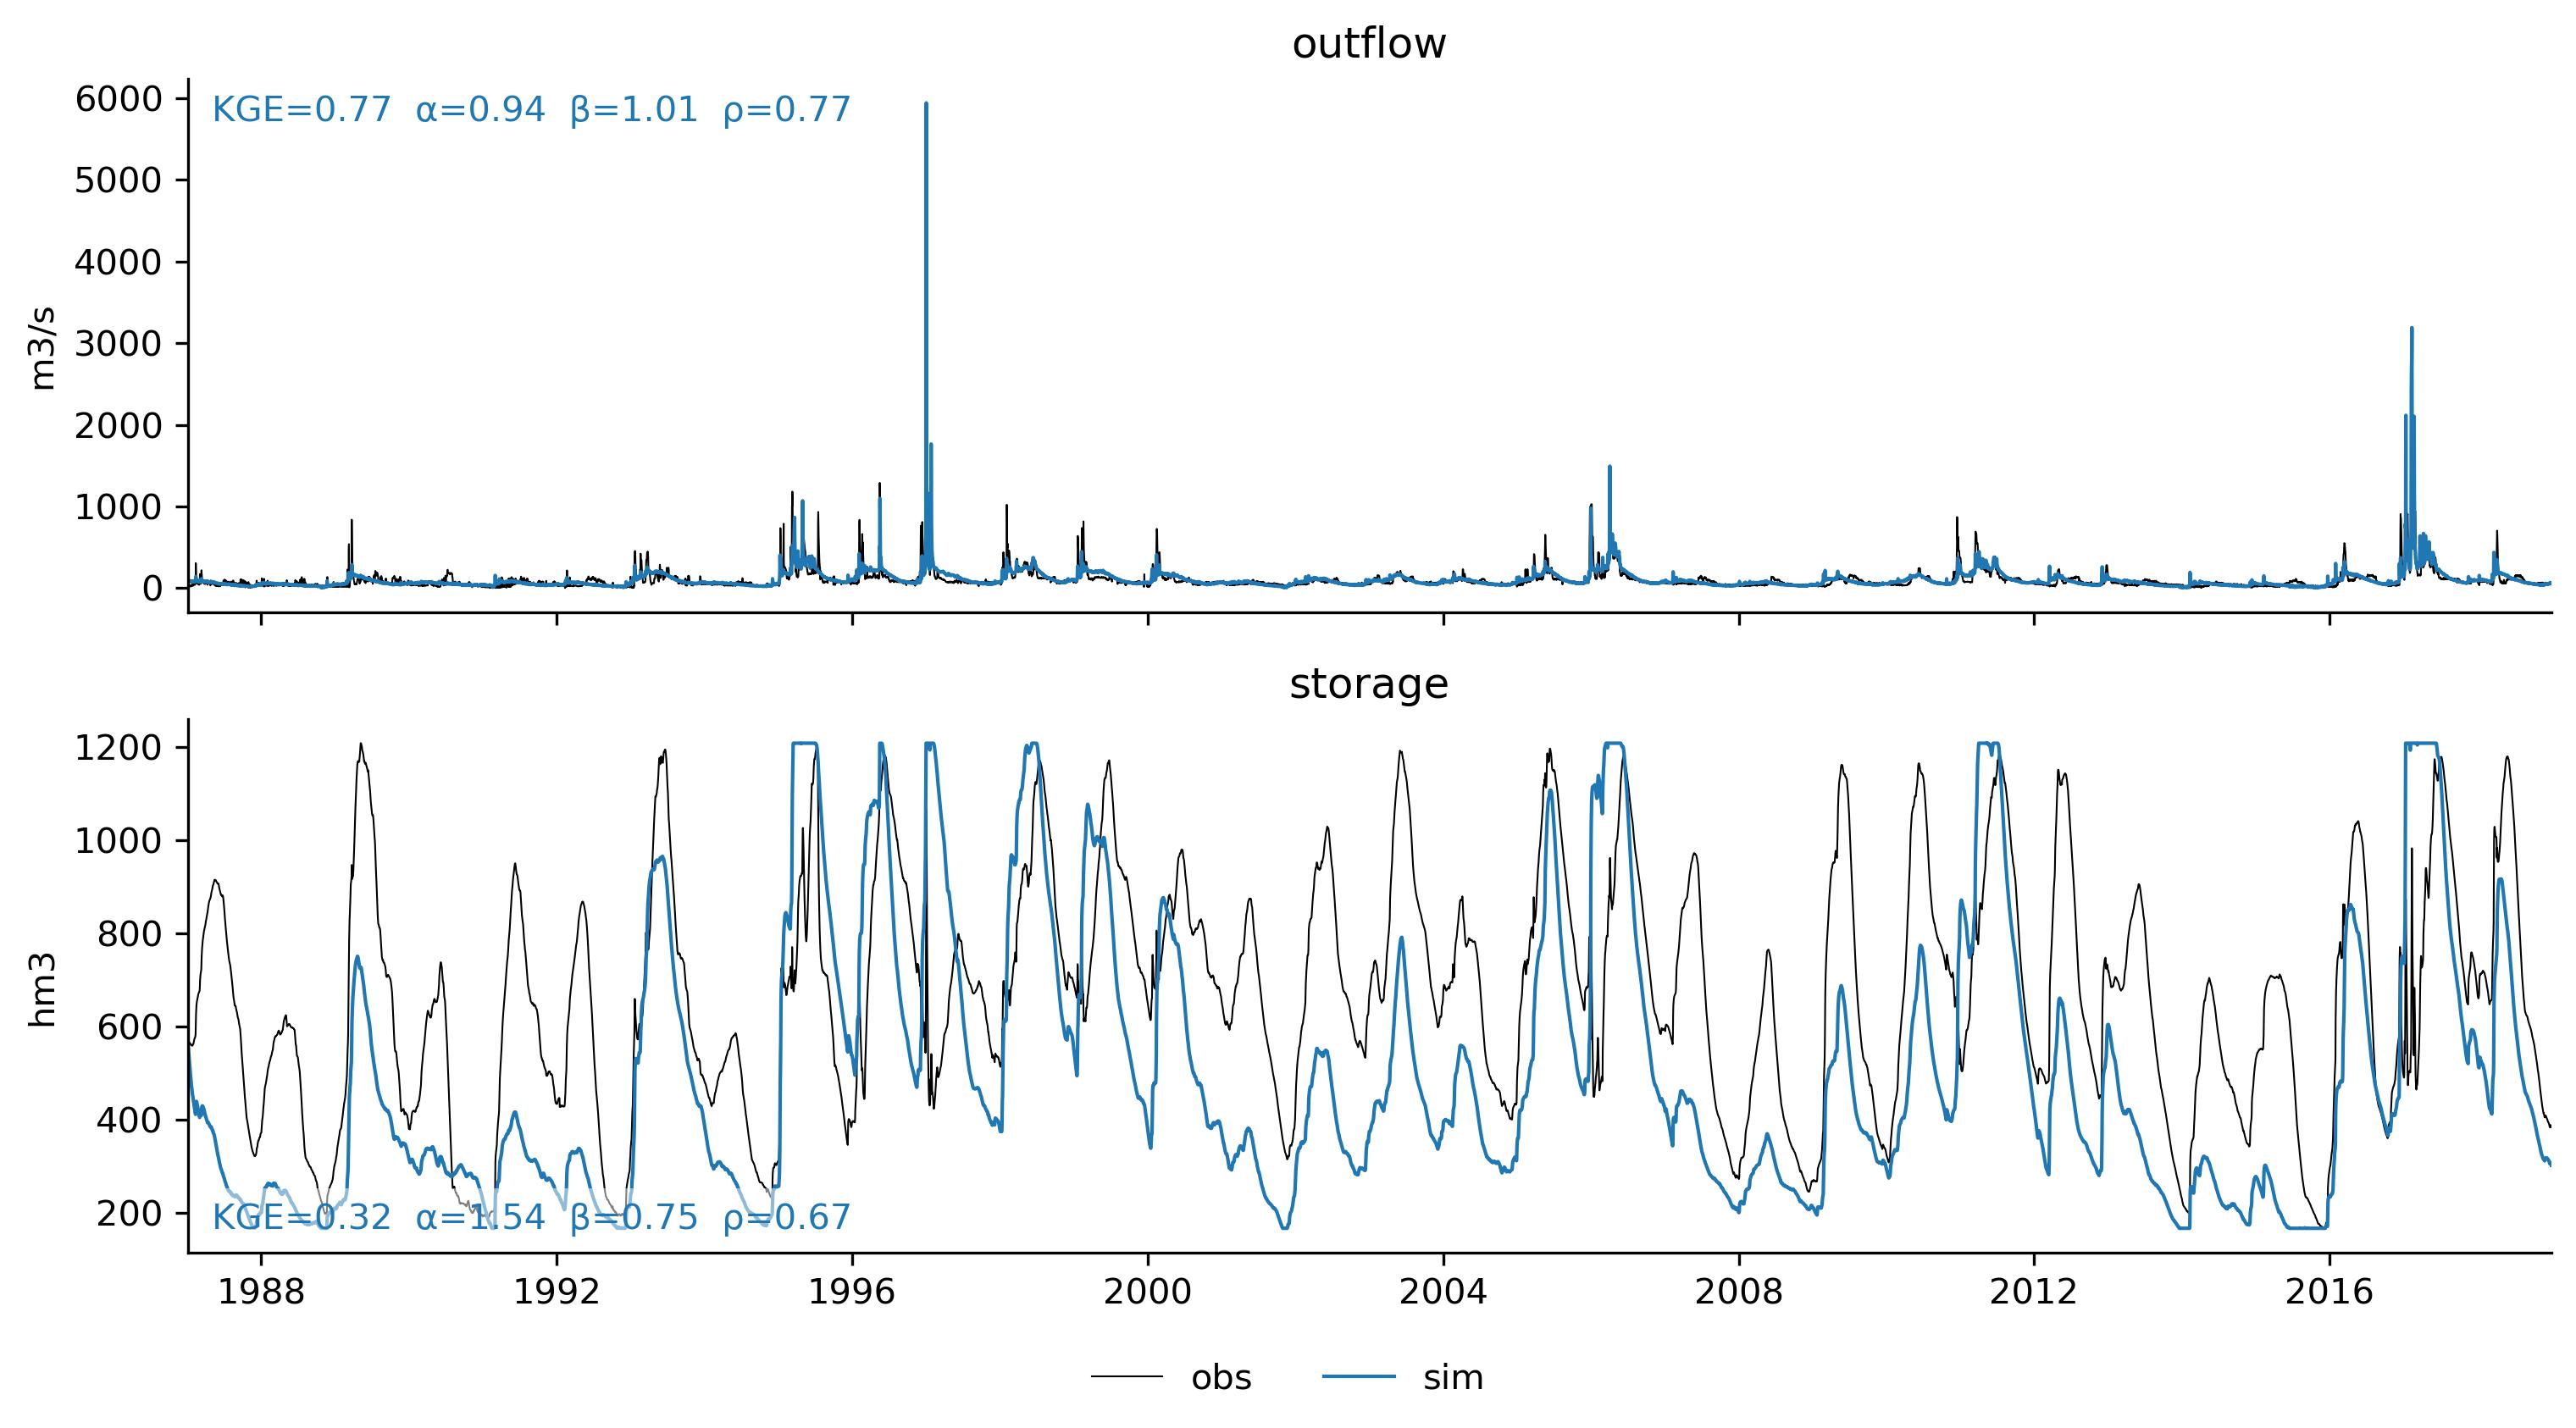 outflow
6000
KGE=0.77 α=0.94 β=1.01 ρ=0.77
5000
4000
m3/s
3000
2000
1000
0
storage
1200
1000
800
hm3
600
400
200
KGE=0.32 α=1.54 β=0.75 ρ=0.67
1988 1992 1996 2000 2004 2008 2012 2016
obs sim